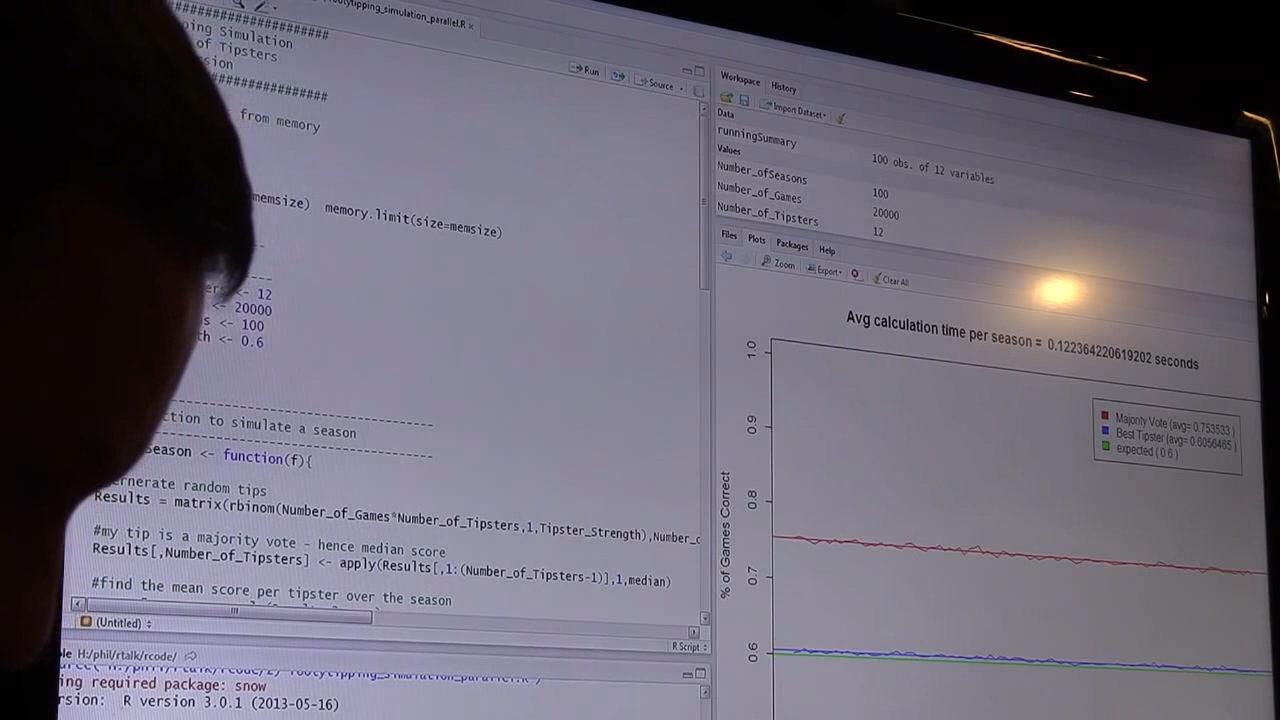 ootytipping_simulation_parallel.R ×
####################
ping Simulation
of Tipsters
sion
################
from memory
Run
Source
memsize) memory.limit(size=memsize)
ers <- 12
<- 20000
s <- 100
th <- 0.6
---------------------------
ction to simulate a season
---------------------------
Season <- function(f){
gernerate random tips
Results = matrix(rbinom(Number_of_Games*Number_of_Tipsters,1,Tipster_Strength),Number_c
#my tip is a majority vote - hence median score
Results[,Number_of_Tipsters] <- apply(Results[,1:(Number_of_Tipsters-1)],1,median)
#find the mean score per tipster over the season
(Untitled)
R Script
H:/phil/rtalk/rcode/
ing required package: snow
rsion: R version 3.0.1 (2013-05-16)
Workspace History
Import Dataset
Data
runningSummary 100 obs. of 12 variables
Values
Number_ofSeasons 100
Number_of_Games 20000
Number_of_Tipsters 12
Files Plots Packages Help
Zoom Export Clear All
Avg calculation time per season = 0.122364220619202 seconds
Majority Vote (avg= 0.753533 )
Best Tipster (avg= 0.6056465 )
expected ( 0.6 )
% of Games Correct
1.0
0.9
0.8
0.7
0.6